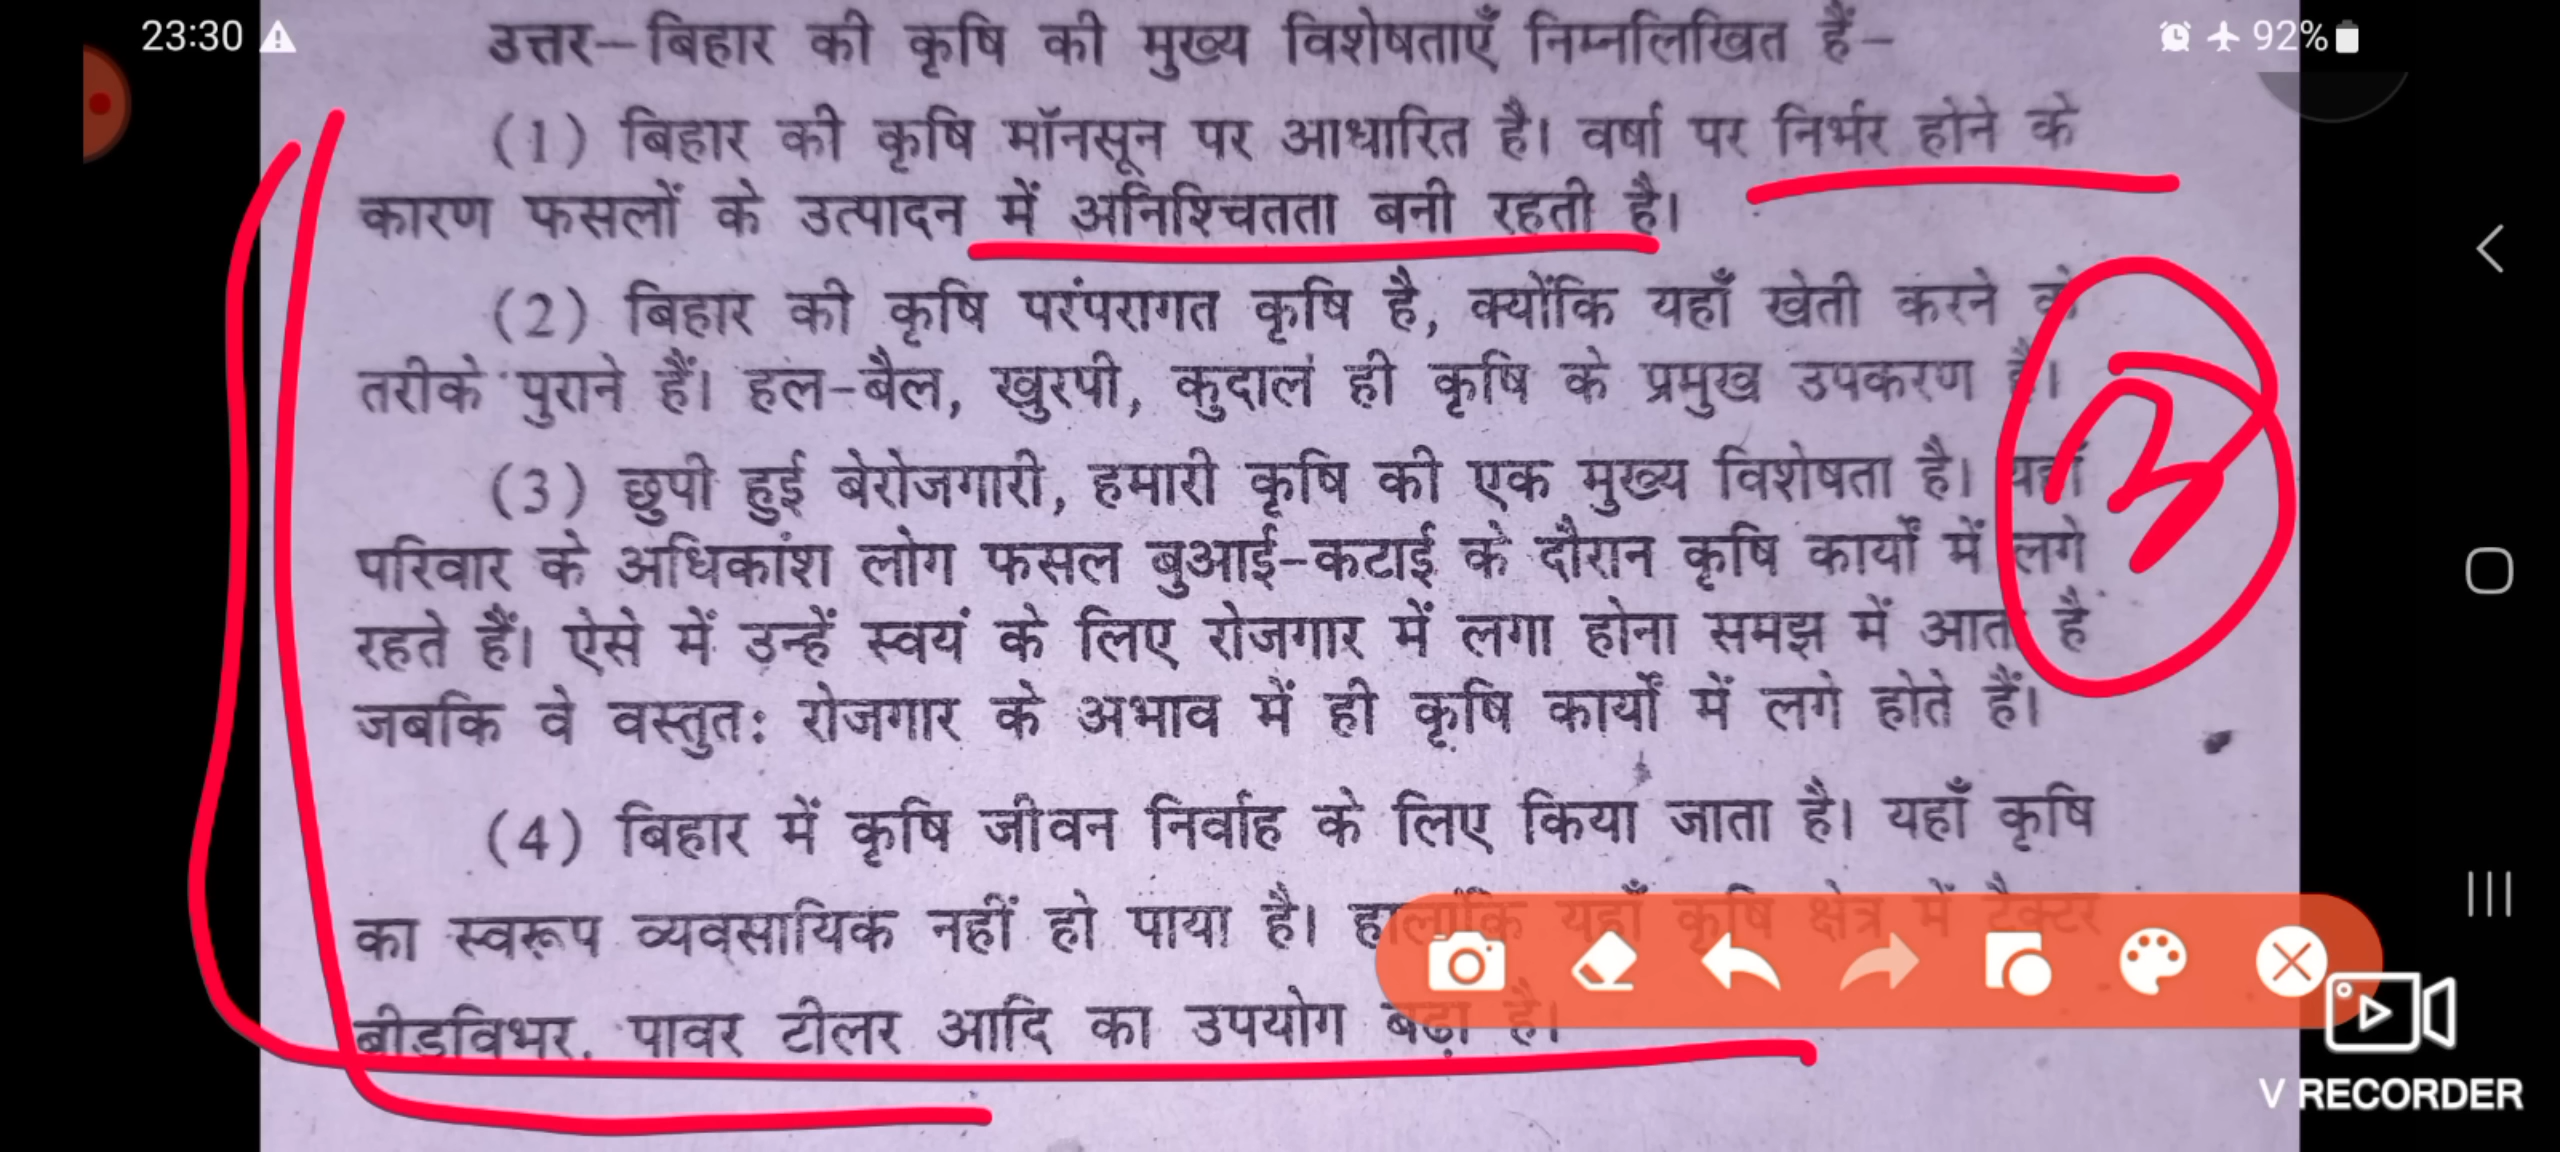 23:30
92%
उत्तर–बिहार की कृषि की मुख्य विशेषताएँ निम्नलिखित हैं–
(1) बिहार की कृषि मॉनसून पर आधारित है। वर्षा पर निर्भर होने के
कारण फसलों के उत्पादन में अनिश्चितता बनी रहती है।
(2) बिहार की कृषि परंपरागत कृषि है, क्योंकि यहाँ खेती करने के
तरीके पुराने हैं। हल-बैल, खुरपी, कुदाल ही कृषि के प्रमुख उपकरण हैं।
(3) छुपी हुई बेरोजगारी, हमारी कृषि की एक मुख्य विशेषता है। यहाँ
परिवार के अधिकांश लोग फसल बुआई-कटाई के दौरान कृषि कार्यों में लगे
रहते हैं। ऐसे में उन्हें स्वयं के लिए रोजगार में लगा होना समझ में आता है
जबकि वे वस्तुतः रोजगार के अभाव में ही कृषि कार्यों में लगे होते हैं।
(4) बिहार में कृषि जीवन निर्वाह के लिए किया जाता है। यहाँ कृषि
का स्वरूप व्यवसायिक नहीं हो पाया है। हालाँकि यहाँ कृषि क्षेत्र में टैक्टर
बीडविभर, पावर टीलर आदि का उपयोग बढ़ा है।
V RECORDER